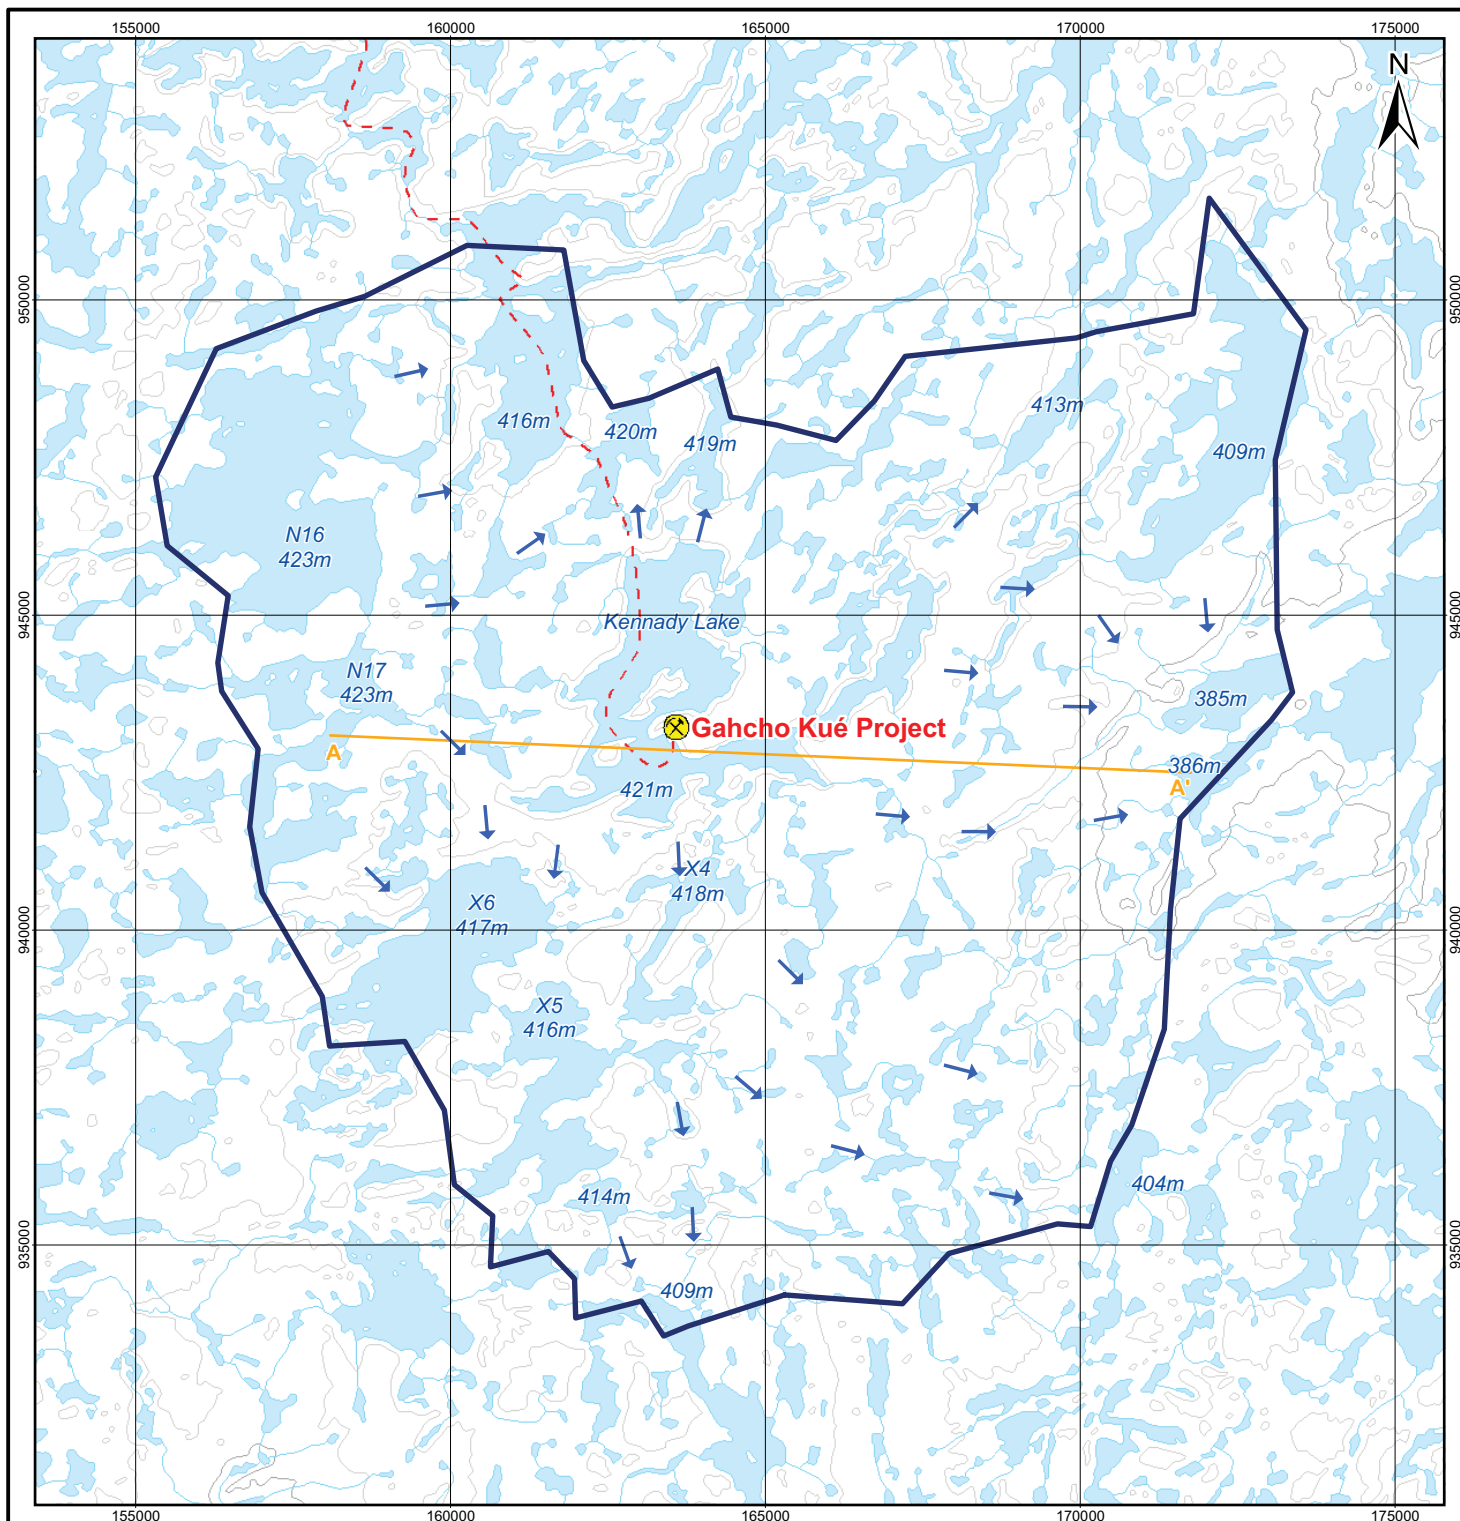 155000
160000
165000
170000
175000
N
950000
950000
413m
416m
420m
419m
409m
N16
423m
945000
945000
Kennady Lake
N17
423m
385m
Gahcho Kué Project
A
386m
A'
421m
X4
418m
X6
417m
940000
940000
X5
416m
404m
414m
935000
935000
409m
155000
160000
165000
170000
175000